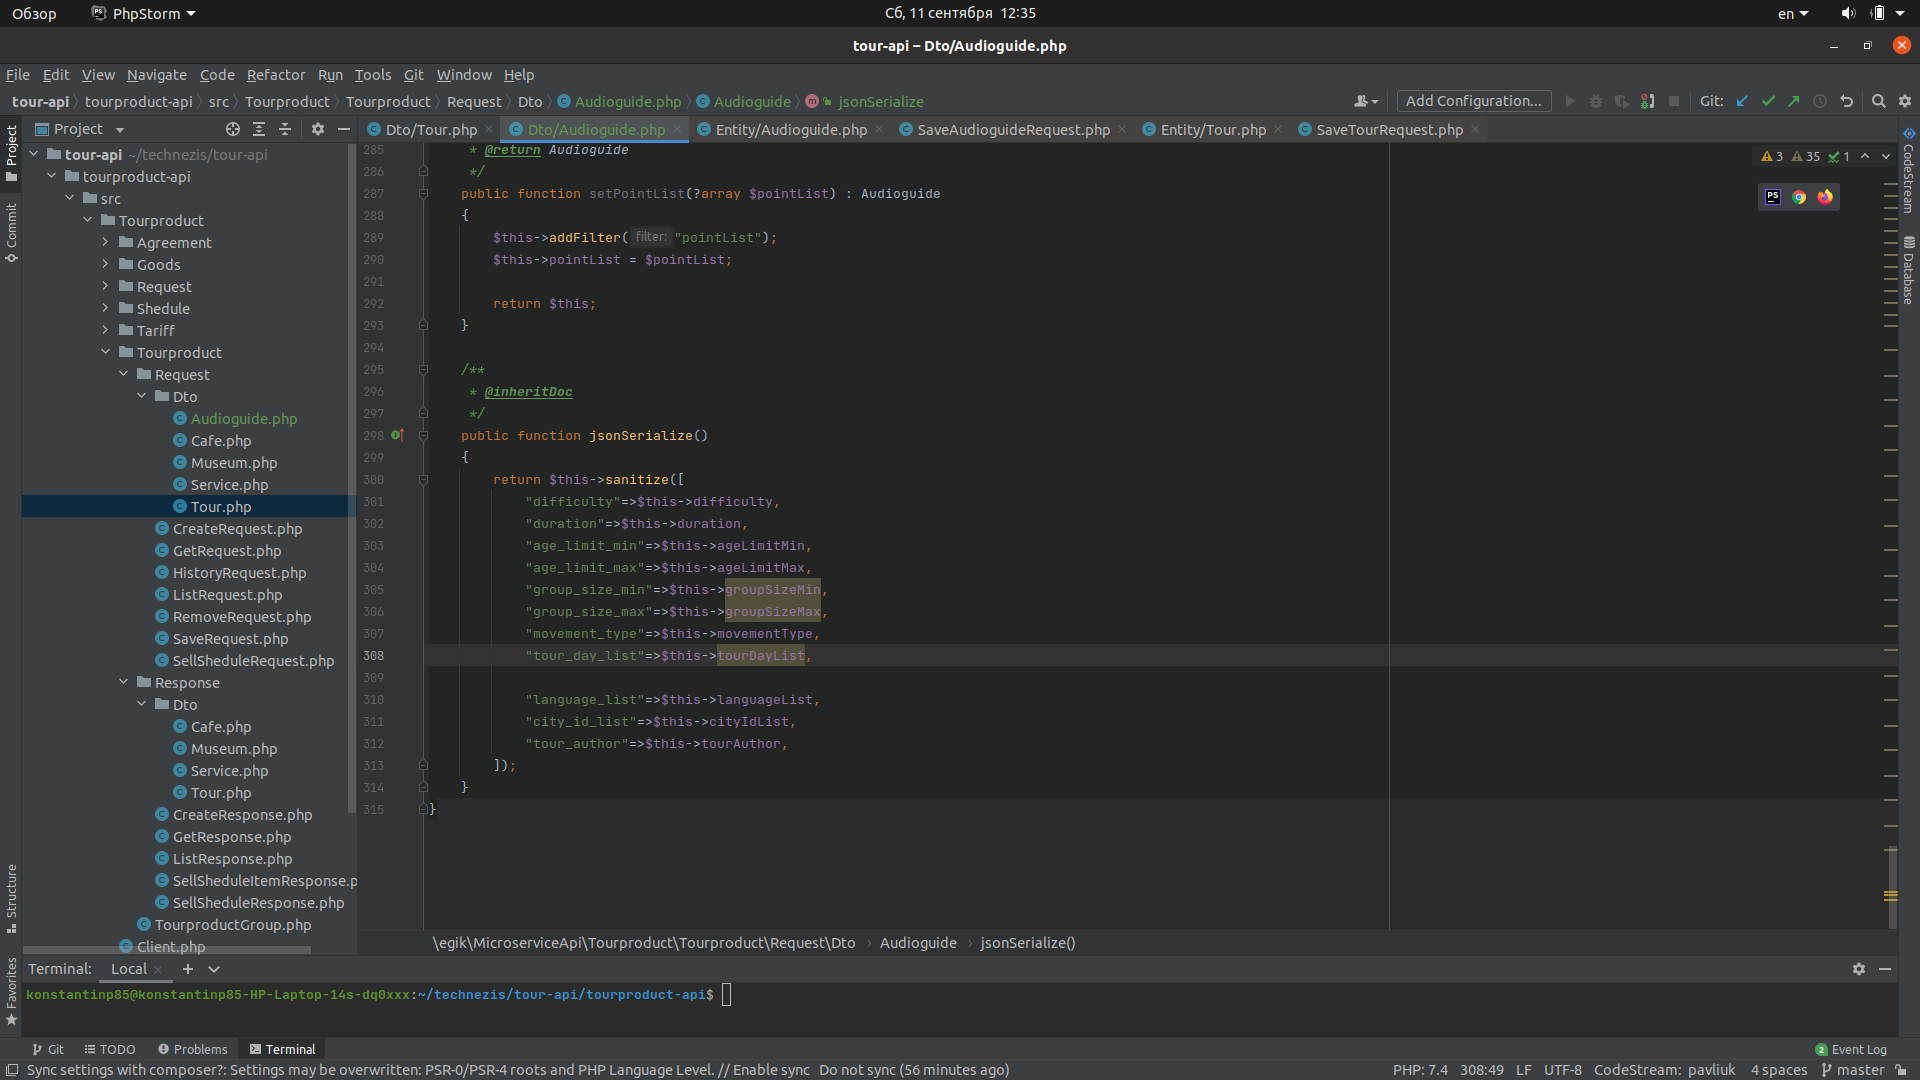 Обзор PhpStorm Сб, 11 сентября 12:35 en
tour-api – Dto/Audioguide.php
File Edit View Navigate Code Refactor Run Tools Git Window Help
tour-api tourproduct-api src Tourproduct Tourproduct Request Dto Audioguide.php Audioguide jsonSerialize Add Configuration... Git:
Project
Dto/Tour.php Dto/Audioguide.php Entity/Audioguide.php SaveAudioguideRequest.php Entity/Tour.php SaveTourRequest.php
Project
Commit
Structure
Favorites
tour-api ~/technezis/tour-api
tourproduct-api
src
Tourproduct
Agreement
Goods
Request
Shedule
Tariff
Tourproduct
Request
Dto
Audioguide.php
Cafe.php
Museum.php
Service.php
Tour.php
CreateRequest.php
GetRequest.php
HistoryRequest.php
ListRequest.php
RemoveRequest.php
SaveRequest.php
SellSheduleRequest.php
Response
Dto
Cafe.php
Museum.php
Service.php
Tour.php
CreateResponse.php
GetResponse.php
ListResponse.php
SellSheduleItemResponse.p
SellSheduleResponse.php
TourproductGroup.php
Client.php
3 35 1
285 * @return Audioguide
286 */
287 public function setPointList(?array $pointList) : Audioguide
288 {
289 $this->addFilter( filter: "pointList");
290 $this->pointList = $pointList;
291
292 return $this;
293 }
294
295 /**
296 * @inheritDoc
297 */
298 public function jsonSerialize()
299 {
300 return $this->sanitize([
301 "difficulty"=>$this->difficulty,
302 "duration"=>$this->duration,
303 "age_limit_min"=>$this->ageLimitMin,
304 "age_limit_max"=>$this->ageLimitMax,
305 "group_size_min"=>$this->groupSizeMin,
306 "group_size_max"=>$this->groupSizeMax,
307 "movement_type"=>$this->movementType,
308 "tour_day_list"=>$this->tourDayList,
309
310 "language_list"=>$this->languageList,
311 "city_id_list"=>$this->cityIdList,
312 "tour_author"=>$this->tourAuthor,
313 ]);
314 }
315 }
CodeStream
Database
\egik\MicroserviceApi\Tourproduct\Tourproduct\Request\Dto › Audioguide › jsonSerialize()
Terminal: Local
konstantinp85@konstantinp85-HP-Laptop-14s-dq0xxx:~/technezis/tour-api/tourproduct-api$
Git TODO Problems Terminal 2 Event Log
Sync settings with composer?: Settings may be overwritten: PSR-0/PSR-4 roots and PHP Language Level. // Enable sync Do not sync (56 minutes ago) PHP: 7.4 308:49 LF UTF-8 CodeStream: pavliuk 4 spaces master